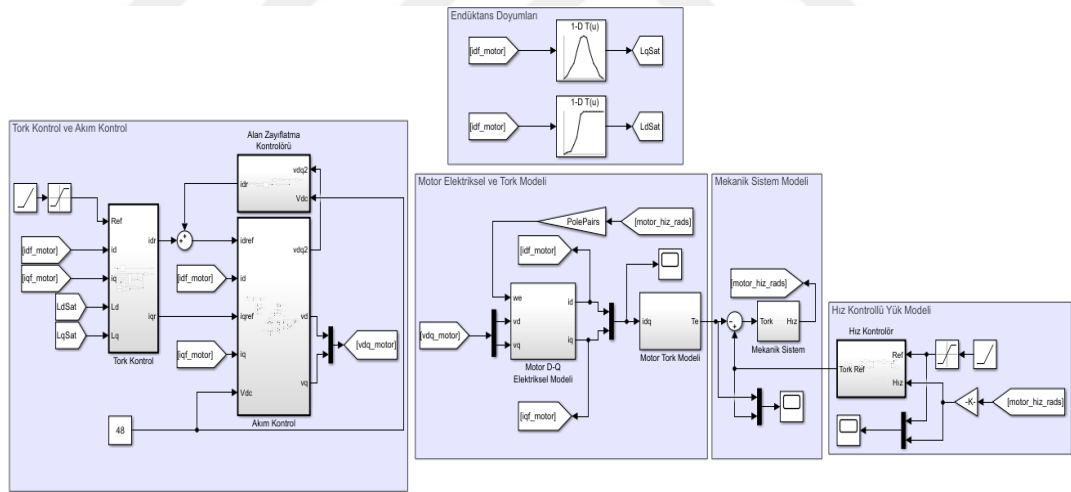 Endüktans Doyumları
1-D T(u)
[idf_motor]
LqSat
1-D T(u)
[idf_motor]
LdSat
Tork Kontrol ve Akım Kontrol
Alan Zayıflatma
Kontrolörü
vdq2
idr
Vdc
Ref
[idf_motor]
id
idr
[iqf_motor]
iq
LdSat
Ld
iqr
LqSat
Lq
Tork Kontrol
vdq2
idref
[idf_motor]
id
iqref
vd
[iqf_motor]
iq
vq
Vdc
Akım Kontrol
[vdq_motor]
48
Motor Elektriksel ve Tork Modeli
PolePairs
[motor_hiz_rads]
[idf_motor]
we
id
vd
[vdq_motor]
vq
iq
Motor D-Q
Elektriksel Modeli
[iqf_motor]
idq
Te
Motor Tork Modeli
Mekanik Sistem Modeli
[motor_hiz_rads]
Tork
Hız
Mekanik Sistem
Hız Kontrollü Yük Modeli
Hız Kontrolör
Ref
Tork Ref
Hız
-K-
[motor_hiz_rads]